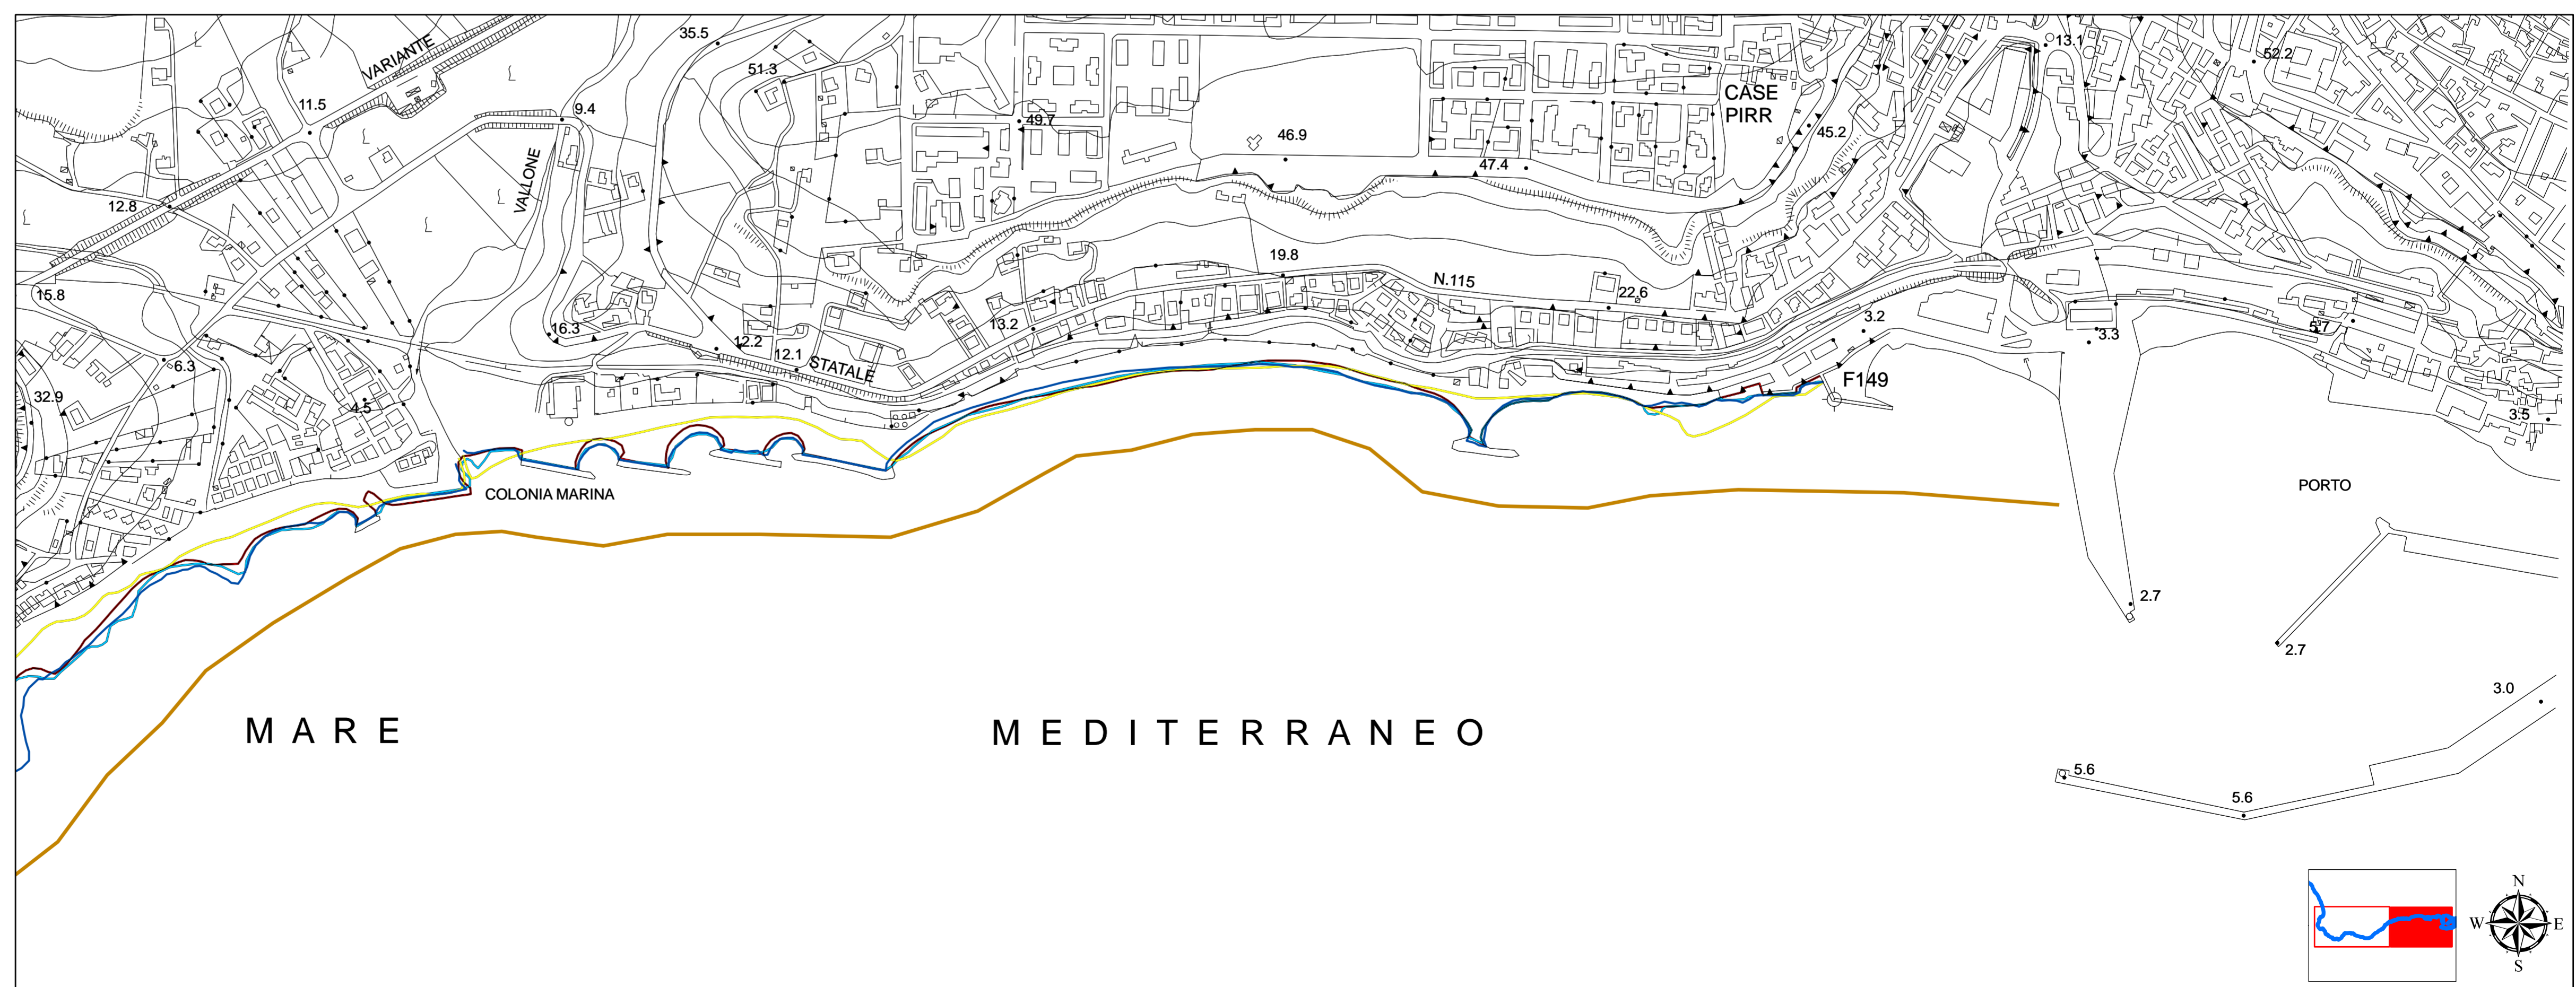 VARIANTE
35.5
51.3
13.1
52.2
11.5
9.4
49.7
46.9
CASE
PIRR
45.2
47.4
VALLONE
12.8
19.8
N.115
22.6
15.8
16.3
13.2
12.2
12.1
STATALE
3.2
3.3
5.7
6.3
32.9
4.5
F149
3.5
COLONIA MARINA
PORTO
2.7
2.7
3.0
MARE
MEDITERRANEO
5.6
5.6
N
W
E
S